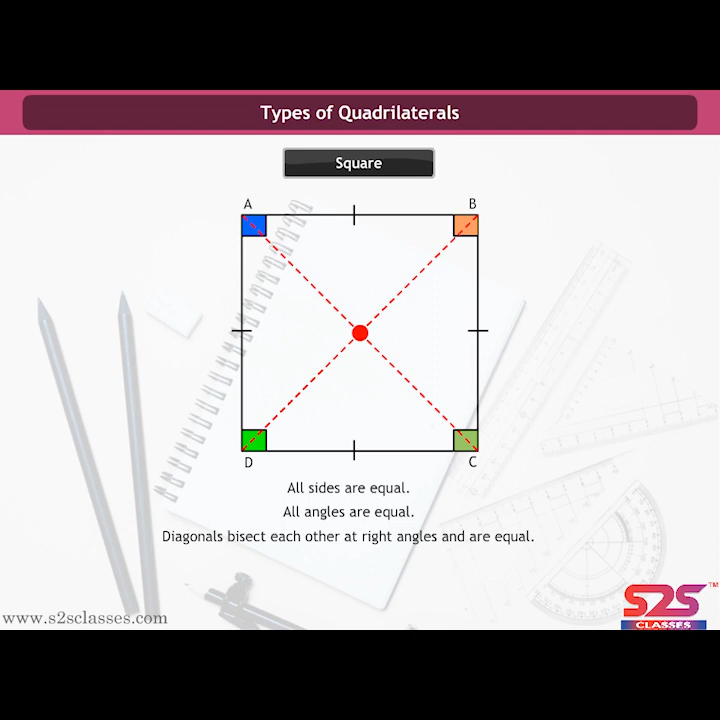 Types of Quadrilaterals
Square
A
B
D
C
All sides are equal.
All angles are equal.
Diagonals bisect each other at right angles and are equal.
www.s2sclasses.com
S2S TM
CLASSES